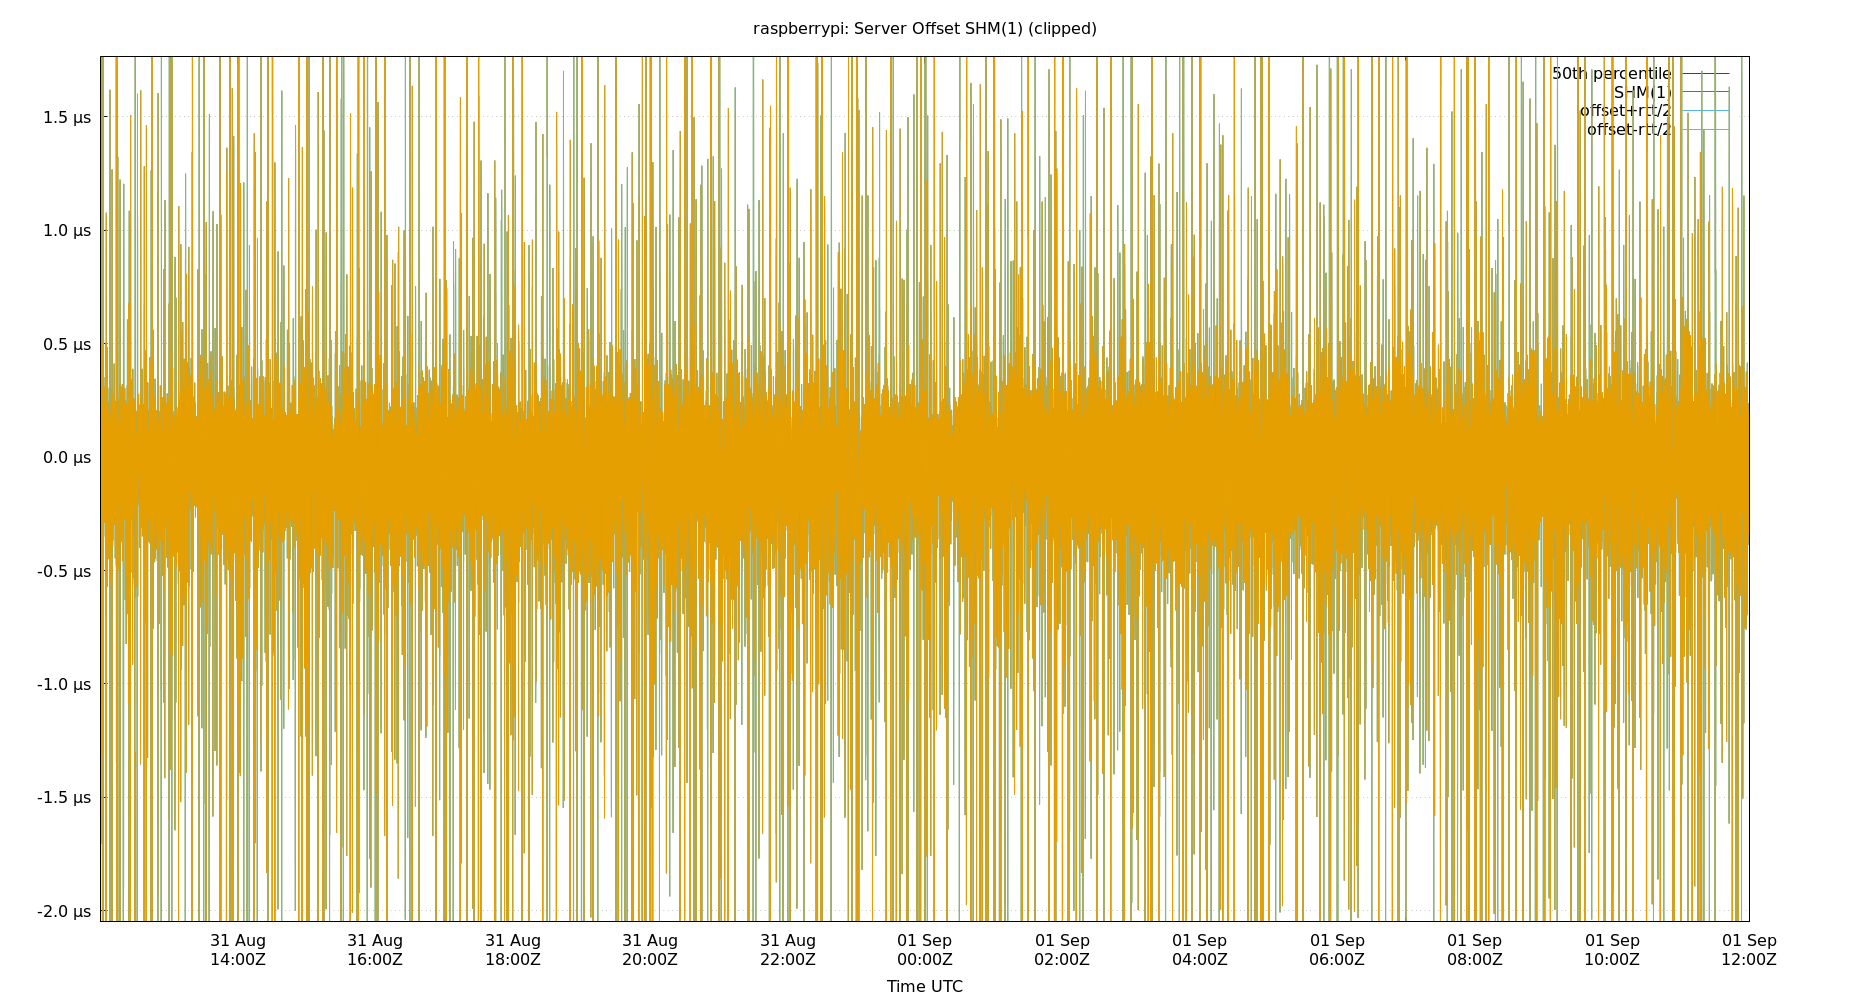 raspberrypi: Server Offset SHM(1) (clipped)
50th percentile
SHM(1)
offset+rtt/2
offset-rtt/2
1.5 µs
1.0 µs
0.5 µs
0.0 µs
-0.5 µs
-1.0 µs
-1.5 µs
-2.0 µs
31 Aug 31 Aug 31 Aug 31 Aug 31 Aug 01 Sep 01 Sep 01 Sep 01 Sep 01 Sep 01 Sep 01 Sep
14:00Z 16:00Z 18:00Z 20:00Z 22:00Z 00:00Z 02:00Z 04:00Z 06:00Z 08:00Z 10:00Z 12:00Z
Time UTC